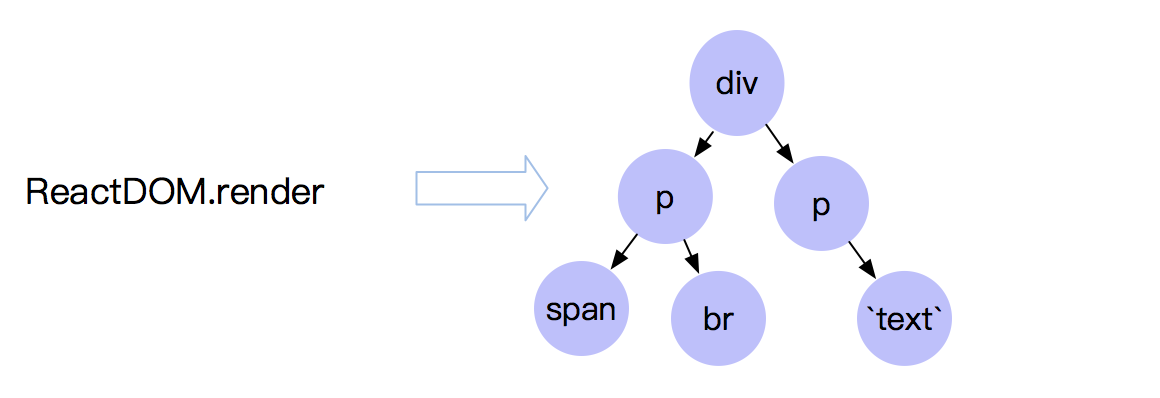 div
ReactDOM.render
p
p
span
br
`text`